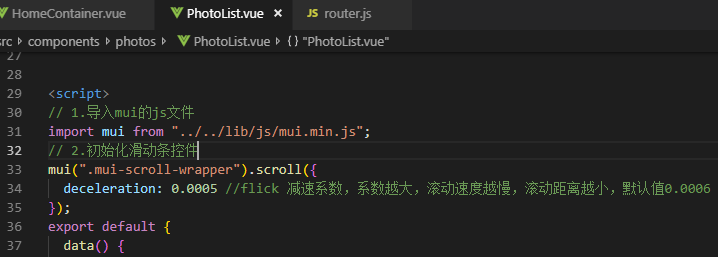 HomeContainer.vue PhotoList.vue × JS router.js
src > components > photos > PhotoList.vue > {} "PhotoList.vue"
27
28
29 <script>
30 // 1.导入mui的js文件
31 import mui from "../../lib/js/mui.min.js";
32 // 2.初始化滑动条控件
33 mui(".mui-scroll-wrapper").scroll({
34 deceleration: 0.0005 //flick 减速系数，系数越大，滚动速度越慢，滚动距离越小，默认值0.0006
35 });
36 export default {
37 data() {